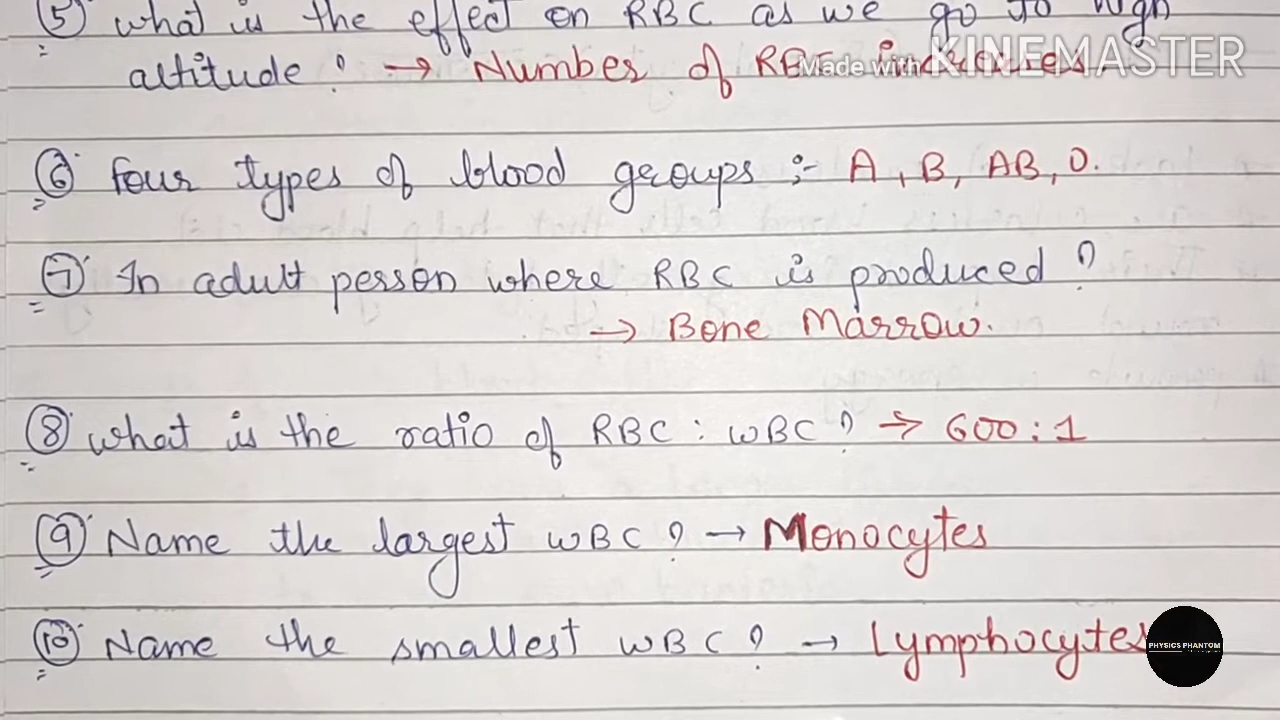 ⑤ what is the effect on RBC as we go to high
altitude? → Number of RBC increases.
Made with KINEMASTER
⑥ four types of blood groups :- A, B, AB, O.
⑦ In adult person where RBC is produced?
→ Bone Marrow.
⑧ what is the ratio of RBC : WBC? → 600:1
⑨ Name the largest WBC? → Monocytes
⑩ Name the smallest WBC? → Lymphocytes
PHYSICS PHANTOM